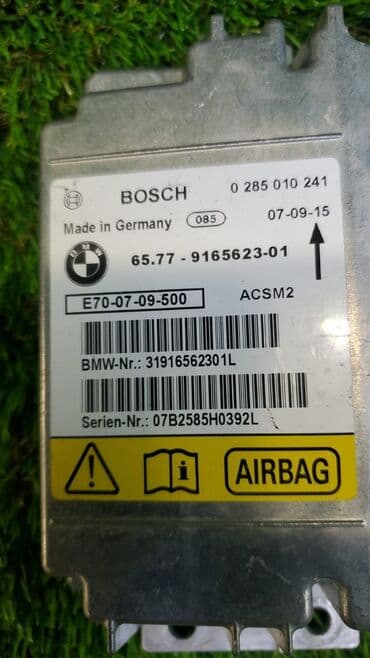 BOSCH 0 285 010 241
Made in Germany 085 07-09-15
BMW
65.77 - 9165623-01
E70-07-09-500 ACSM2
BMW-Nr.: 31916562301L
Serien-Nr.: 07B2585H0392L
AIRBAG